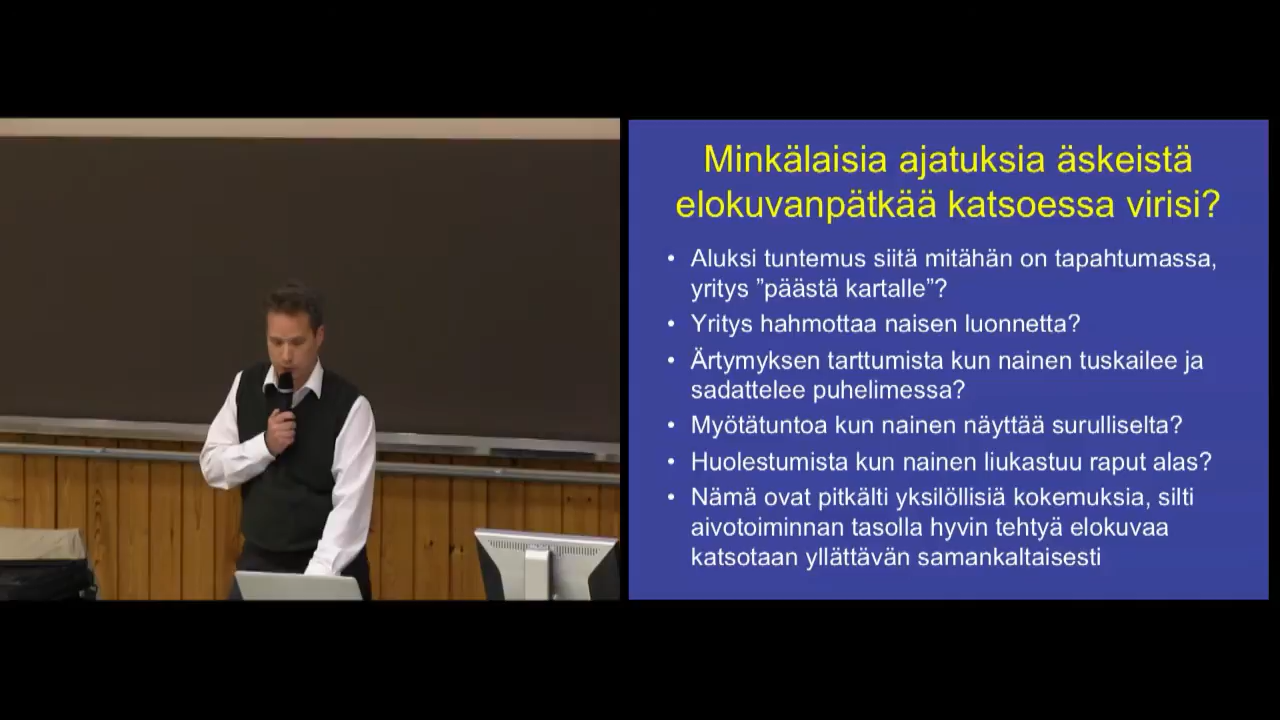 Minkälaisia ajatuksia äskeistä
elokuvanpätkää katsoessa virisi?
• Aluksi tuntemus siitä mitähän on tapahtumassa,
yritys ”päästä kartalle”?
• Yritys hahmottaa naisen luonnetta?
• Ärtymyksen tarttumista kun nainen tuskailee ja
sadattelee puhelimessa?
• Myötätuntoa kun nainen näyttää surulliselta?
• Huolestumista kun nainen liukastuu raput alas?
• Nämä ovat pitkälti yksilöllisiä kokemuksia, silti
aivotoiminnan tasolla hyvin tehtyä elokuvaa
katsotaan yllättävän samankaltaisesti